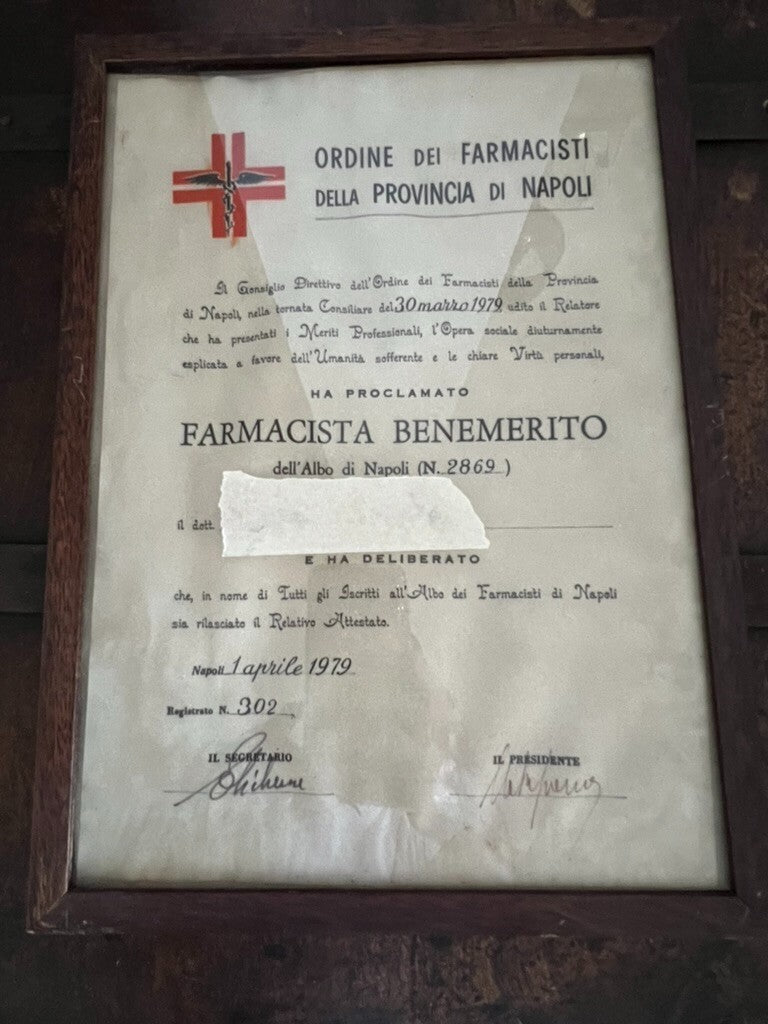 ORDINE DEI FARMACISTI
DELLA PROVINCIA DI NAPOLI
Il Consiglio Direttivo dell'Ordine dei Farmacisti della Provincia
di Napoli, nella tornata Consiliare del 30 marzo 1979 udito il Relatore
che ha presentati i Meriti Professionali, l'Opera sociale diuturnamente
esplicata a favore dell'Umanità sofferente e le chiare Virtù personali,
HA PROCLAMATO
FARMACISTA BENEMERITO
dell'Albo di Napoli (N. 2869)
il dott.
E HA DELIBERATO
che, in nome di Tutti gli Iscritti all'Albo dei Farmacisti di Napoli
sia rilasciato il Relativo Attestato.
Napoli 1 aprile 1979
Registrato N. 302
IL SEGRETARIO IL PRESIDENTE